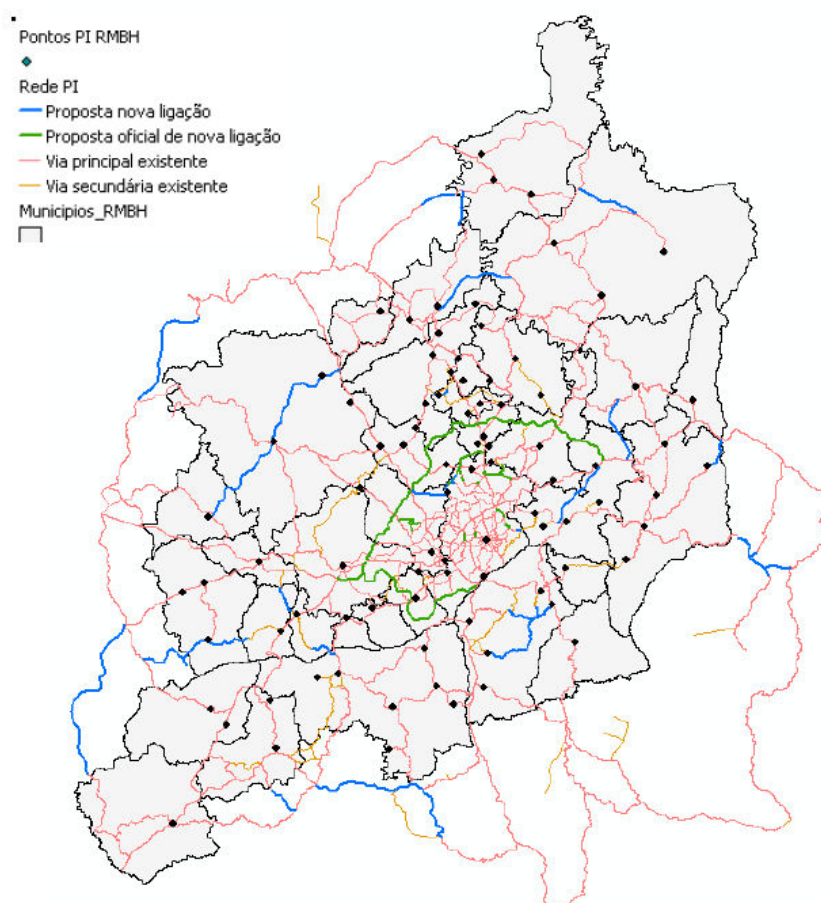 Pontos PI RMBH
Rede PI
Proposta nova ligação
Proposta oficial de nova ligação
Via principal existente
Via secundária existente
Municipios_RMBH